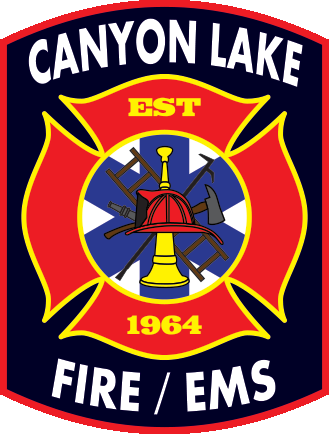 CANYON LAKE
EST
1964
FIRE / EMS